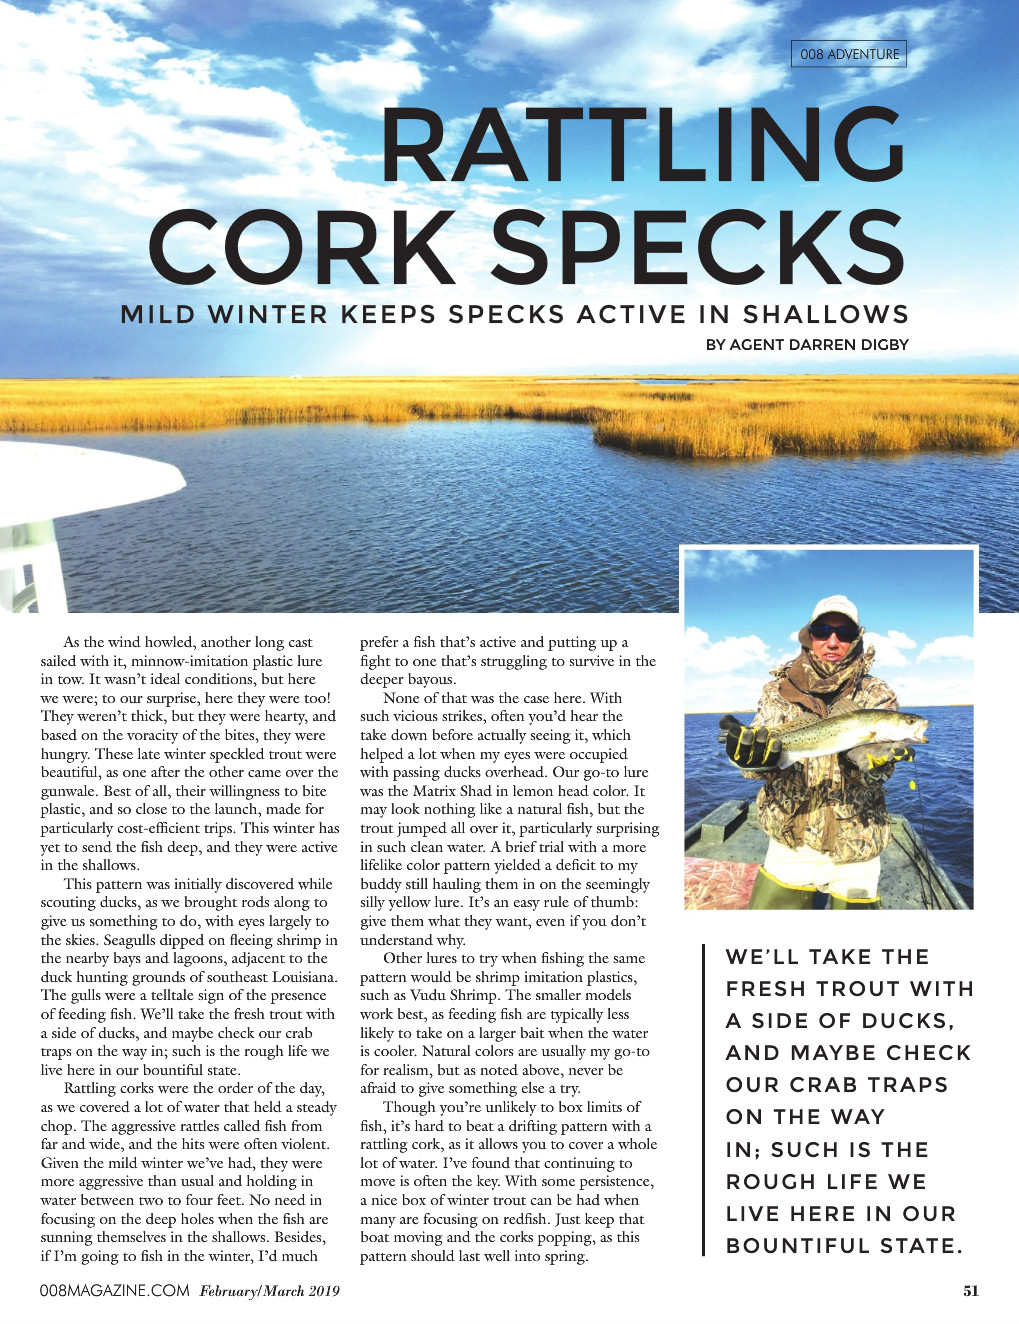 008 ADVENTURE
RATTLING
CORK SPECKS
MILD WINTER KEEPS SPECKS ACTIVE IN SHALLOWS
BY AGENT DARREN DIGBY
As the wind howled, another long cast
sailed with it, minnow-imitation plastic lure
in tow. It wasn't ideal conditions, but here
we were; to our surprise, here they were too!
They weren't thick, but they were hearty, and
based on the voracity of the bites, they were
hungry. These late winter speckled trout were
beautiful, as one after the other came over the
gunwale. Best of all, their willingness to bite
plastic, and so close to the launch, made for
particularly cost-efficient trips. This winter has
yet to send the fish deep, and they were active
in the shallows.
This pattern was initially discovered while
scouting ducks, as we brought rods along to
give us something to do, with eyes largely to
the skies. Seagulls dipped on fleeing shrimp in
the nearby bays and lagoons, adjacent to the
duck hunting grounds of southeast Louisiana.
The gulls were a telltale sign of the presence
of feeding fish. We'll take the fresh trout with
a side of ducks, and maybe check our crab
traps on the way in; such is the rough life we
live here in our bountiful state.
Rattling corks were the order of the day,
as we covered a lot of water that held a steady
chop. The aggressive rattles called fish from
far and wide, and the hits were often violent.
Given the mild winter we've had, they were
more aggressive than usual and holding in
water between two to four feet. No need in
focusing on the deep holes when the fish are
sunning themselves in the shallows. Besides,
if I'm going to fish in the winter, I'd much
prefer a fish that's active and putting up a
fight to one that's struggling to survive in the
deeper bayous.
None of that was the case here. With
such vicious strikes, often you'd hear the
take down before actually seeing it, which
helped a lot when my eyes were occupied
with passing ducks overhead. Our go-to lure
was the Matrix Shad in lemon head color. It
may look nothing like a natural fish, but the
trout jumped all over it, particularly surprising
in such clean water. A brief trial with a more
lifelike color pattern yielded a deficit to my
buddy still hauling them in on the seemingly
silly yellow lure. It's an easy rule of thumb:
give them what they want, even if you don't
understand why.
Other lures to try when fishing the same
pattern would be shrimp imitation plastics,
such as Vudu Shrimp. The smaller models
work best, as feeding fish are typically less
likely to take on a larger bait when the water
is cooler. Natural colors are usually my go-to
for realism, but as noted above, never be
afraid to give something else a try.
Though you're unlikely to box limits of
fish, it's hard to beat a drifting pattern with a
rattling cork, as it allows you to cover a whole
lot of water. I've found that continuing to
move is often the key. With some persistence,
a nice box of winter trout can be had when
many are focusing on redfish. Just keep that
boat moving and the corks popping, as this
pattern should last well into spring.
WE'LL TAKE THE
FRESH TROUT WITH
A SIDE OF DUCKS,
AND MAYBE CHECK
OUR CRAB TRAPS
ON THE WAY
IN; SUCH IS THE
ROUGH LIFE WE
LIVE HERE IN OUR
BOUNTIFUL STATE.
008MAGAZINE.COM February/March 2019
51